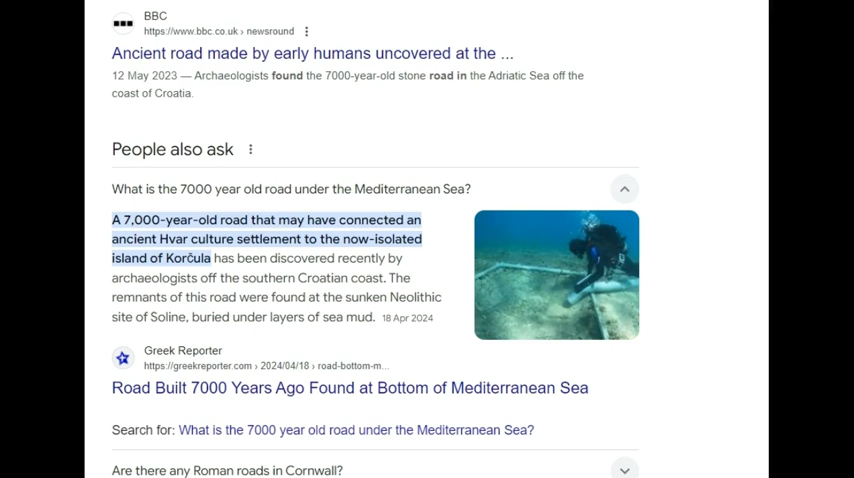 BBC
https://www.bbc.co.uk › newsround
Ancient road made by early humans uncovered at the ...
12 May 2023 — Archaeologists found the 7000-year-old stone road in the Adriatic Sea off the
coast of Croatia.
People also ask
What is the 7000 year old road under the Mediterranean Sea?
A 7,000-year-old road that may have connected an
ancient Hvar culture settlement to the now-isolated
island of Korčula has been discovered recently by
archaeologists off the southern Croatian coast. The
remnants of this road were found at the sunken Neolithic
site of Soline, buried under layers of sea mud. 18 Apr 2024
Greek Reporter
https://greekreporter.com › 2024/04/18 › road-bottom-m...
Road Built 7000 Years Ago Found at Bottom of Mediterranean Sea
Search for: What is the 7000 year old road under the Mediterranean Sea?
Are there any Roman roads in Cornwall?